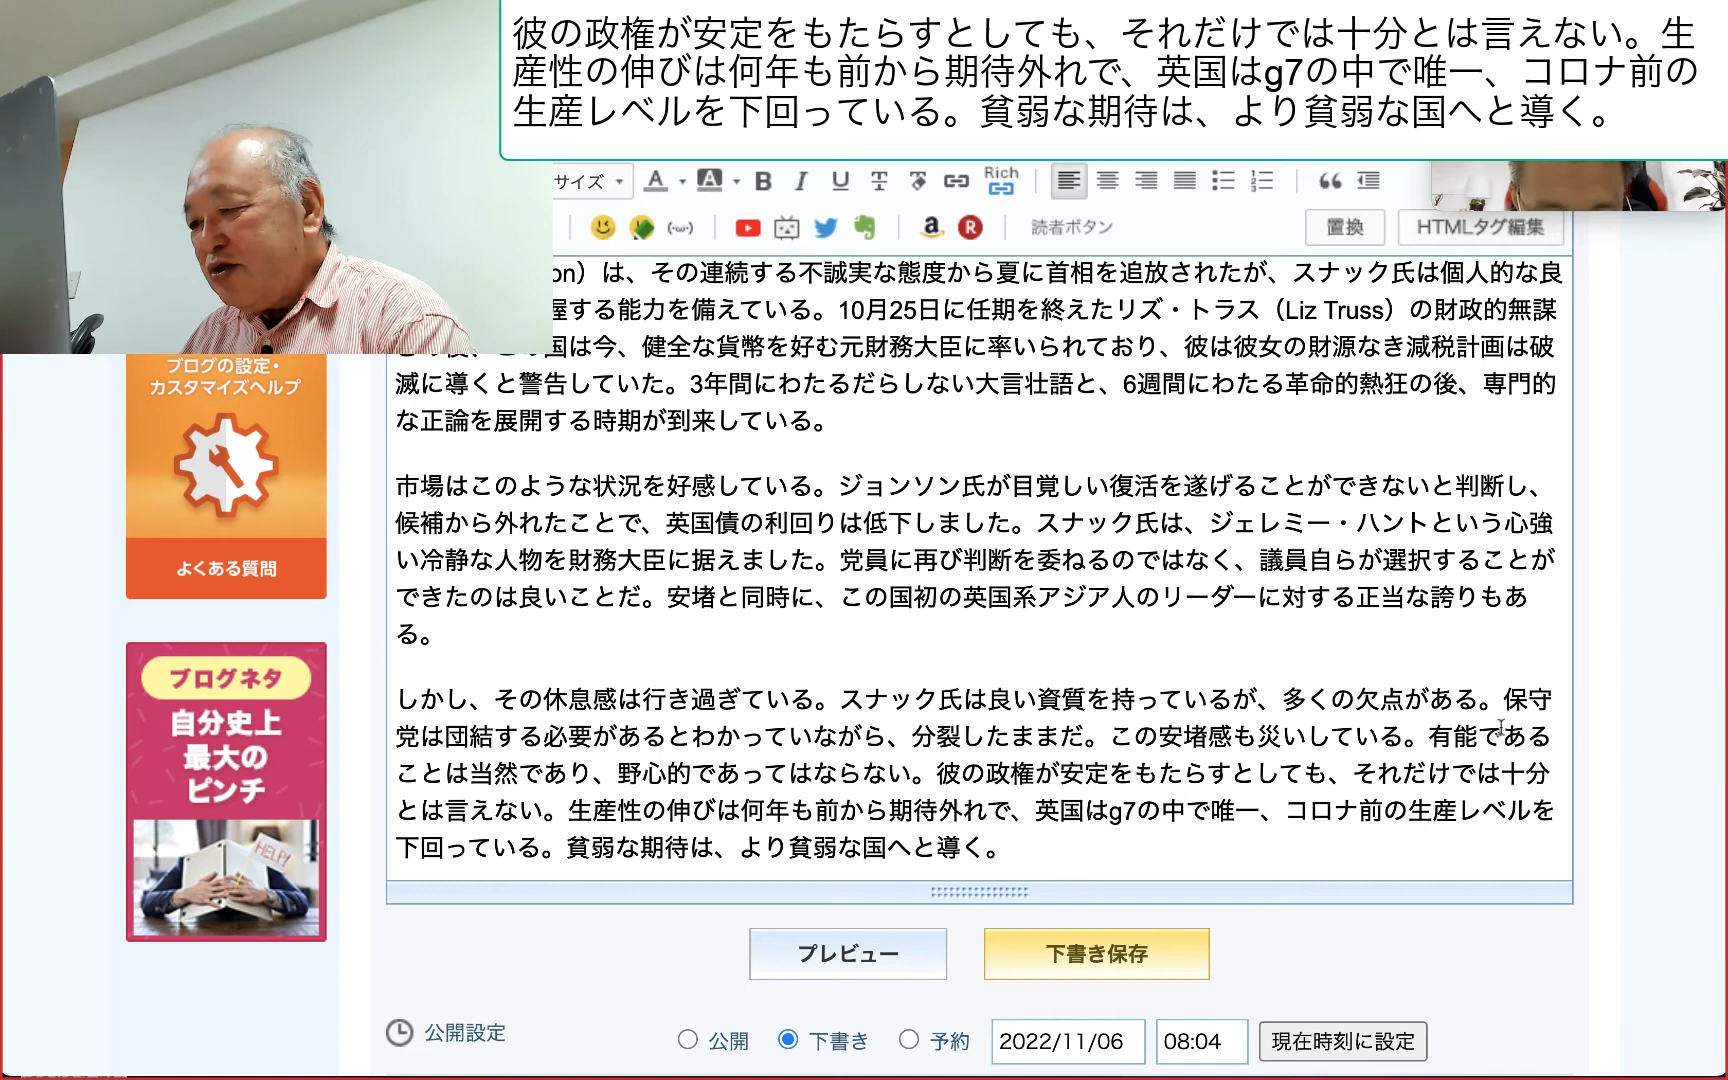 彼の政権が安定をもたらすとしても、それだけでは十分とは言えない。生
産性の伸びは何年も前から期待外れで、英国はg7の中で唯一、コロナ前の
生産レベルを下回っている。貧弱な期待は、より貧弱な国へと導く。
サイズ
Rich
読者ボタン
置換
HTMLタグ編集
on）は、その連続する不誠実な態度から夏に首相を追放されたが、スナック氏は個人的な良
握する能力を備えている。10月25日に任期を終えたリズ・トラス（Liz Truss）の財政的無謀
国は今、健全な貨幣を好む元財務大臣に率いられており、彼は彼女の財源なき減税計画は破
滅に導くと警告していた。3年間にわたるだらしない大言壮語と、6週間にわたる革命的熱狂の後、専門的
な正論を展開する時期が到来している。
市場はこのような状況を好感している。ジョンソン氏が目覚しい復活を遂げることができないと判断し、
候補から外れたことで、英国債の利回りは低下しました。スナック氏は、ジェレミー・ハントという心強
い冷静な人物を財務大臣に据えました。党員に再び判断を委ねるのではなく、議員自らが選択することが
できたのは良いことだ。安堵と同時に、この国初の英国系アジア人のリーダーに対する正当な誇りもあ
る。
しかし、その休息感は行き過ぎている。スナック氏は良い資質を持っているが、多くの欠点がある。保守
党は団結する必要があるとわかっていながら、分裂したままだ。この安堵感も災いしている。有能である
ことは当然であり、野心的であってはならない。彼の政権が安定をもたらすとしても、それだけでは十分
とは言えない。生産性の伸びは何年も前から期待外れで、英国はg7の中で唯一、コロナ前の生産レベルを
下回っている。貧弱な期待は、より貧弱な国へと導く。
ブログの設定・
カスタマイズヘルプ
よくある質問
ブログネタ
自分史上
最大の
ピンチ
HELP!
プレビュー
下書き保存
公開設定
公開
下書き
予約
2022/11/06
08:04
現在時刻に設定